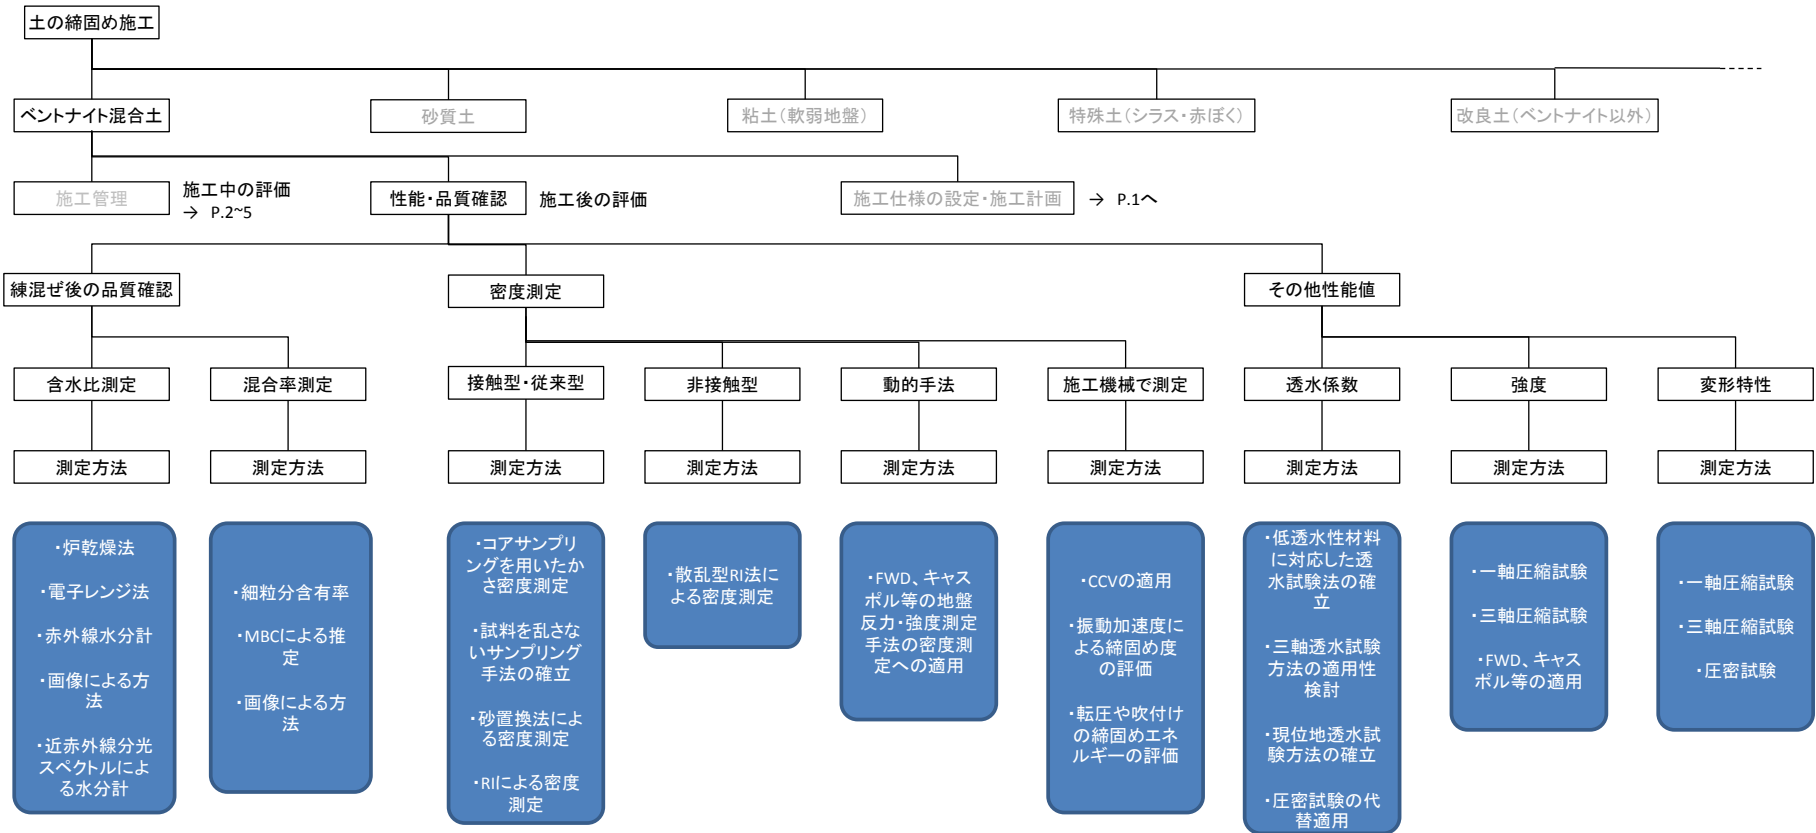 土の締固め施工
ベントナイト混合土
砂質土
粘土(軟弱地盤)
特殊土(シラス・赤ぼく)
改良土(ベントナイト以外)
施工管理
施工中の評価
→ P.2~5
性能・品質確認
施工後の評価
施工仕様の設定・施工計画
→ P.1へ
練混ぜ後の品質確認
密度測定
その他性能値
含水比測定
混合率測定
接触型・従来型
非接触型
動的手法
施工機械で測定
透水係数
強度
変形特性
測定方法
測定方法
測定方法
測定方法
測定方法
測定方法
測定方法
測定方法
測定方法
・炉乾燥法
・電子レンジ法
・赤外線水分計
・画像による方
法
・近赤外線分光
スペクトルによ
る水分計
・細粒分含有率
・MBCによる推
定
・画像による方
法
・コアサンプリ
ングを用いたか
さ密度測定
・試料を乱さな
いサンプリング
手法の確立
・砂置換法によ
る密度測定
・RIによる密度
測定
・散乱型RI法に
よる密度測定
・FWD、キャス
ポル等の地盤
反力・強度測定
手法の密度測
定への適用
・CCVの適用
・振動加速度に
よる締固め度
の評価
・転圧や吹付け
の締固めエネ
ルギーの評価
・低透水性材料
に対応した透
水試験法の確
立
・三軸透水試験
方法の適用性
検討
・現位地透水試
験方法の確立
・圧密試験の代
替適用
・一軸圧縮試験
・三軸圧縮試験
・FWD、キャス
ポル等の適用
・一軸圧縮試験
・三軸圧縮試験
・圧密試験